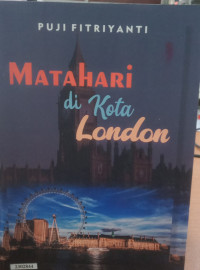 PUJI FITRIYANTI
MATAHARI
di Kota
London